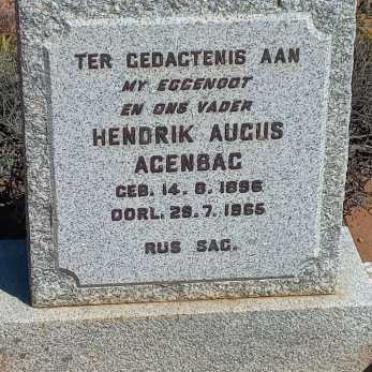 TER GEDAGTENIS AAN
MY EGGENOOT
EN ONS VADER
HENDRIK AUGUS
AGENBAG
GEB. 14. 8. 1896
OORL. 29. 7. 1965
RUS SAG.